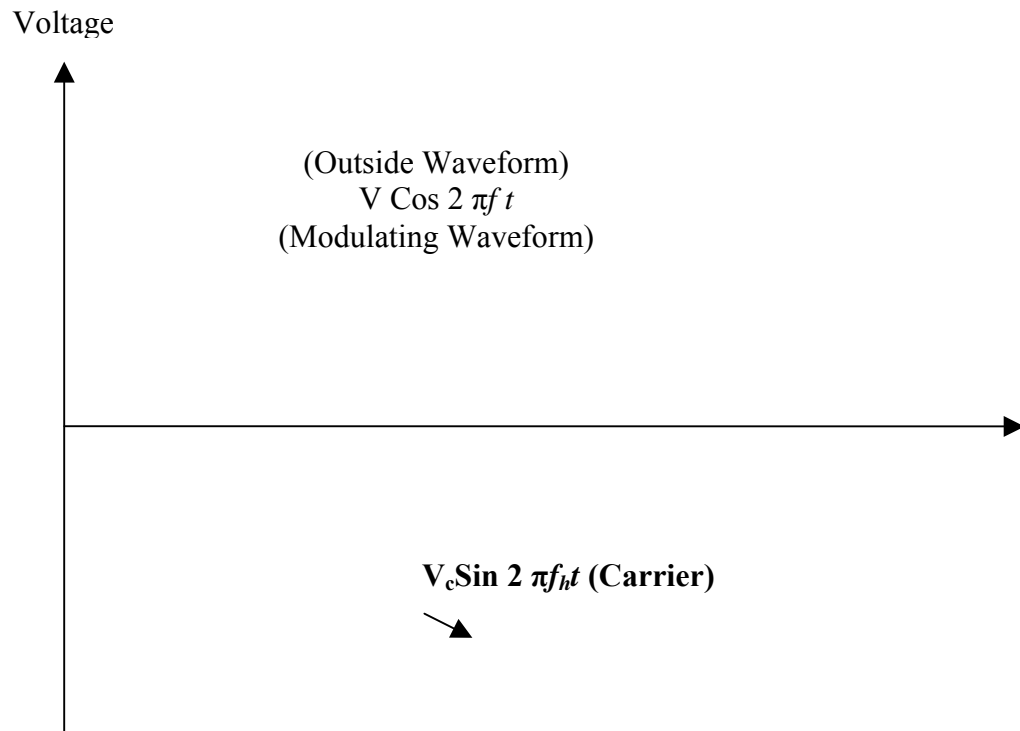 Voltage
(Outside Waveform)
V Cos 2 πf t
(Modulating Waveform)
VcSin 2 πfht (Carrier)